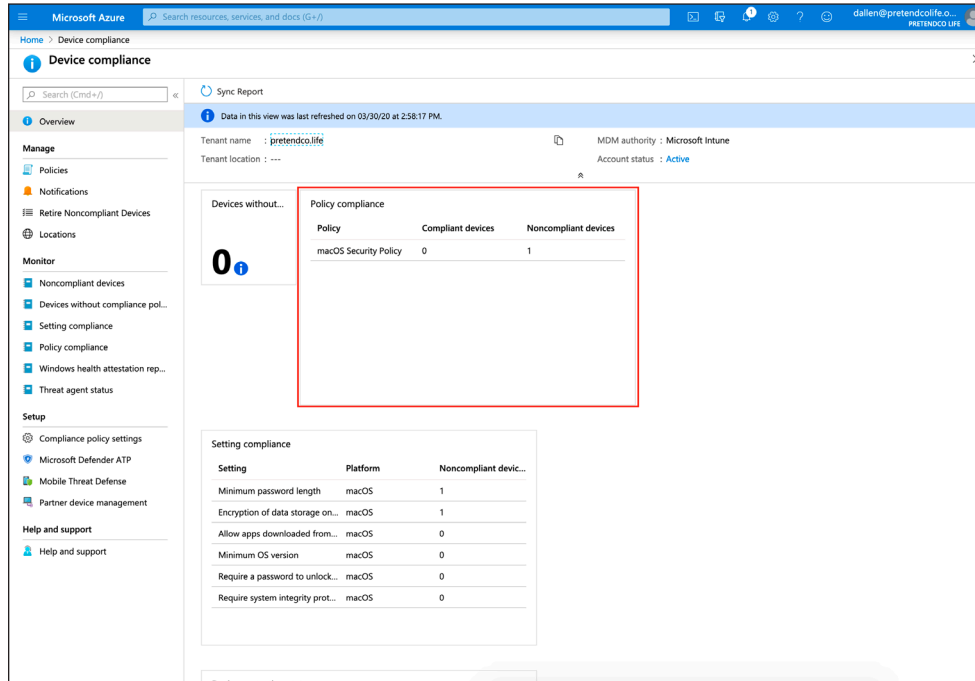 Microsoft Azure
Search resources, services, and docs (G+/)
1
dallen@pretendcolife.o...
PRETENDCO LIFE
Home > Device compliance
Device compliance
Search (Cmd+/)
Overview
Manage
Policies
Notifications
Retire Noncompliant Devices
Locations
Monitor
Noncompliant devices
Devices without compliance pol...
Setting compliance
Policy compliance
Windows health attestation rep...
Threat agent status
Setup
Compliance policy settings
Microsoft Defender ATP
Mobile Threat Defense
Partner device management
Help and support
Help and support
Sync Report
Data in this view was last refreshed on 03/30/20 at 2:58:17 PM.
Tenant name : pretendco.life
Tenant location : ---
MDM authority : Microsoft Intune
Account status : Active
Devices without...
0
Policy compliance
Policy Compliant devices Noncompliant devices
macOS Security Policy 0 1
Setting compliance
Setting Platform Noncompliant devic...
Minimum password length macOS 1
Encryption of data storage on... macOS 1
Allow apps downloaded from... macOS 0
Minimum OS version macOS 0
Require a password to unlock... macOS 0
Require system integrity prot... macOS 0